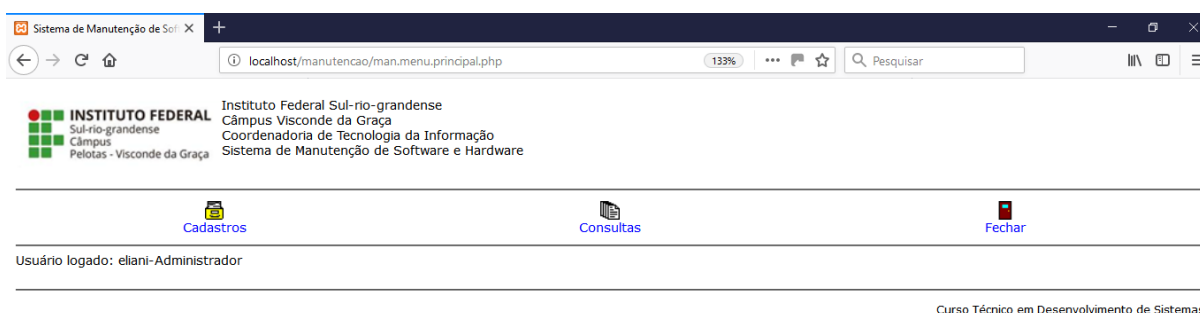 Sistema de Manutenção de Soft
localhost/manutencao/man.menu.principal.php
133%
Pesquisar
INSTITUTO FEDERAL
Sul-rio-grandense
Câmpus
Pelotas - Visconde da Graça
Instituto Federal Sul-rio-grandense
Câmpus Visconde da Graça
Coordenadoria de Tecnologia da Informação
Sistema de Manutenção de Software e Hardware
Cadastros
Consultas
Fechar
Usuário logado: eliani-Administrador
Curso Técnico em Desenvolvimento de Sistemas